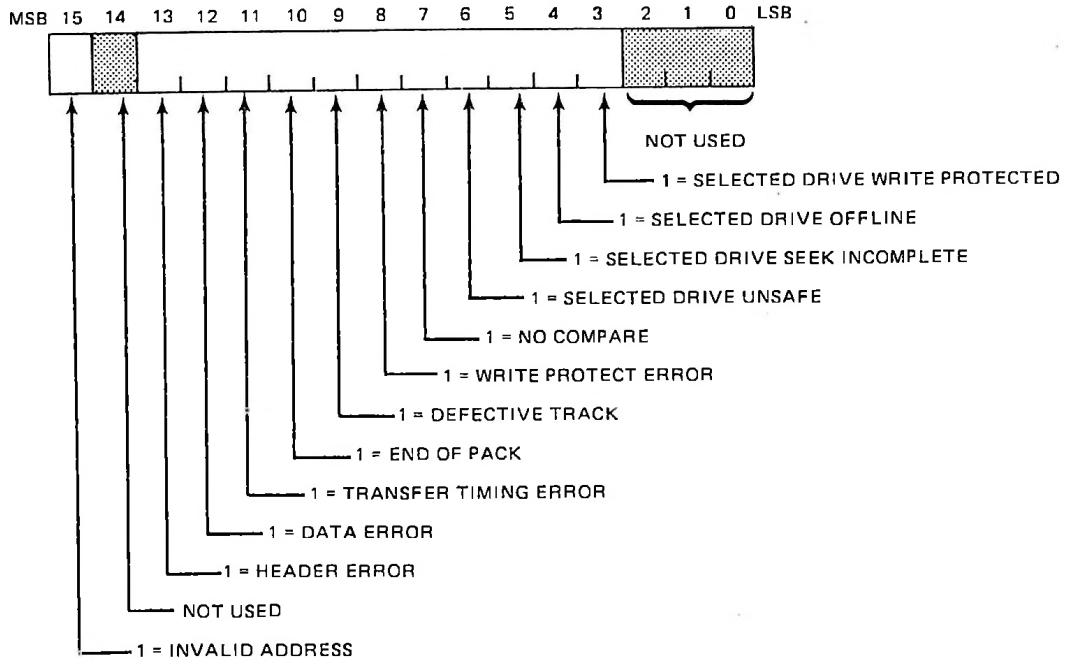 MSB 15 14 13 12 11 10 9 8 7 6 5 4 3 2 1 0 LSB
NOT USED
1 = SELECTED DRIVE WRITE PROTECTED
1 = SELECTED DRIVE OFFLINE
1 = SELECTED DRIVE SEEK INCOMPLETE
1 = SELECTED DRIVE UNSAFE
1 = NO COMPARE
1 = WRITE PROTECT ERROR
1 = DEFECTIVE TRACK
1 = END OF PACK
1 = TRANSFER TIMING ERROR
1 = DATA ERROR
1 = HEADER ERROR
NOT USED
1 = INVALID ADDRESS